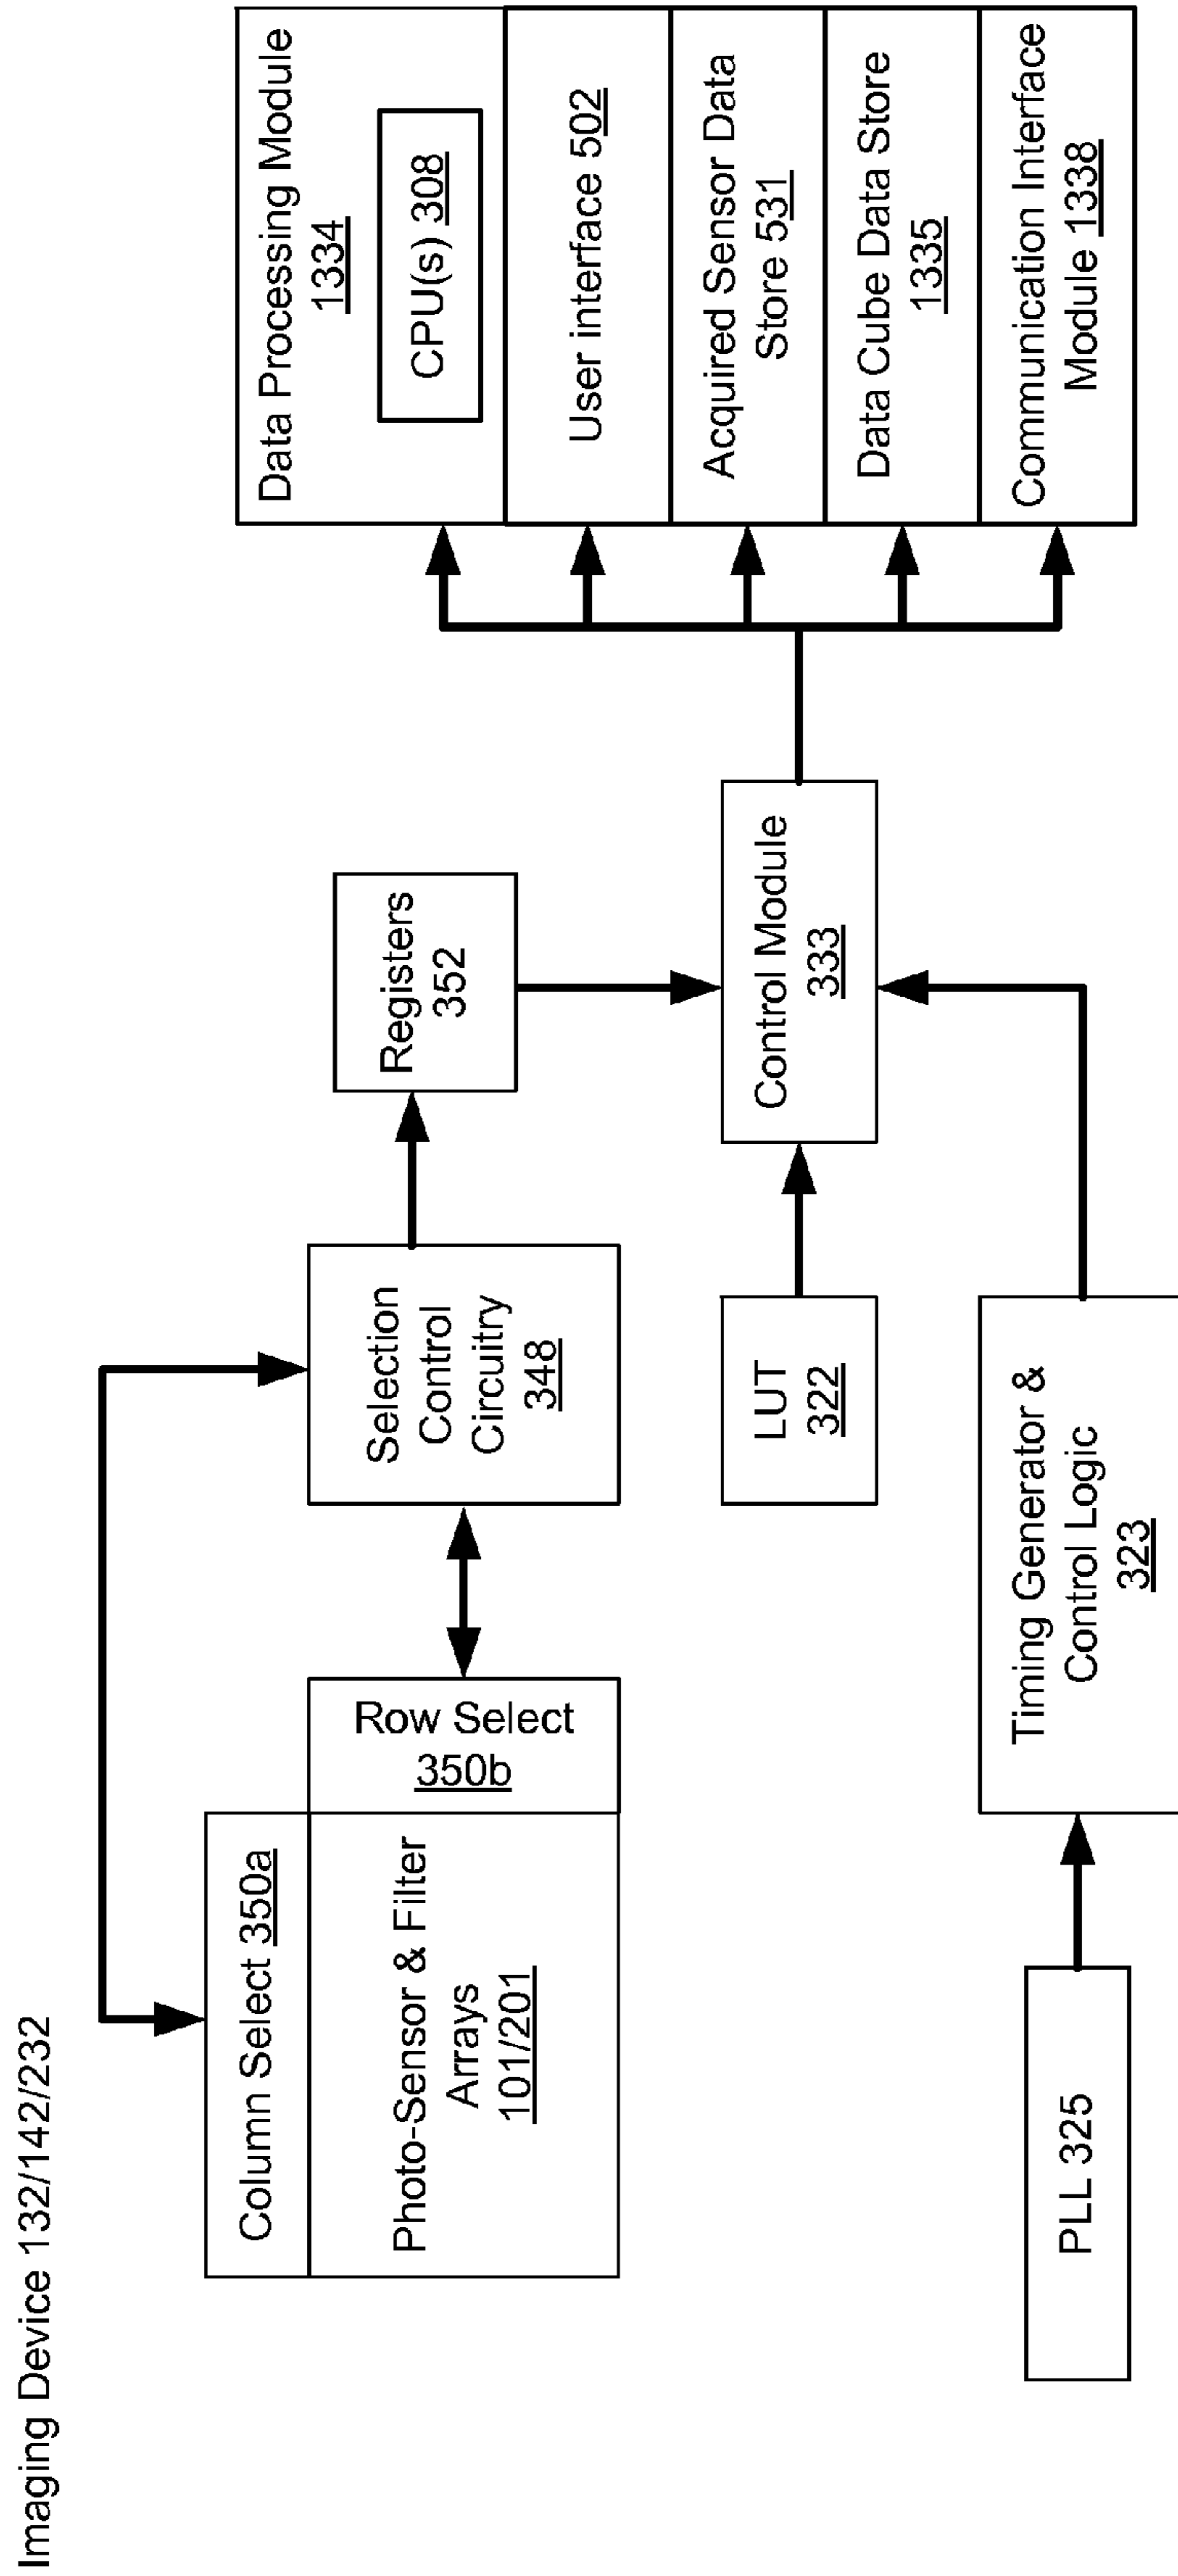 Imaging Device 132/142/232
Column Select 350a
Photo-Sensor & Filter
Arrays
101/201
Row Select
350b
Selection
Control
Circuitry
348
Registers
352
LUT
322
Control Module
333
PLL 325
Timing Generator &
Control Logic
323
Data Processing Module
1334
CPU(s) 308
User interface 502
Acquired Sensor Data
Store 531
Data Cube Data Store
1335
Communication Interface
Module 1338